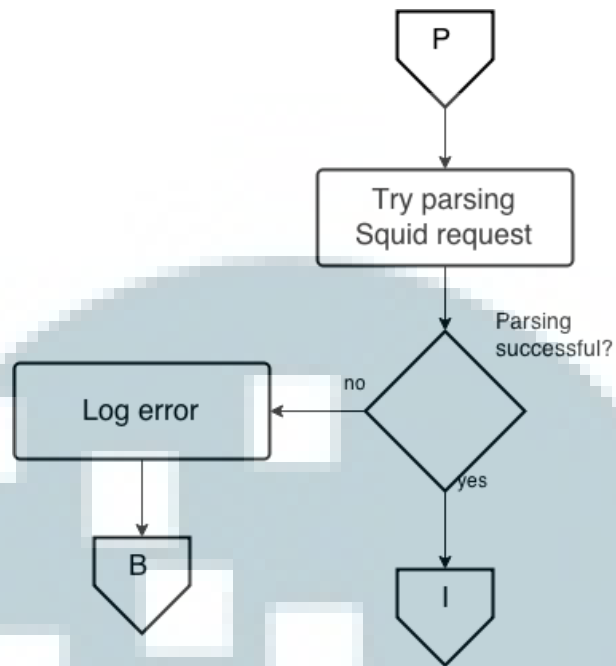 P
Try parsing
Squid request
Parsing
successful?
no
Log error
yes
B
I